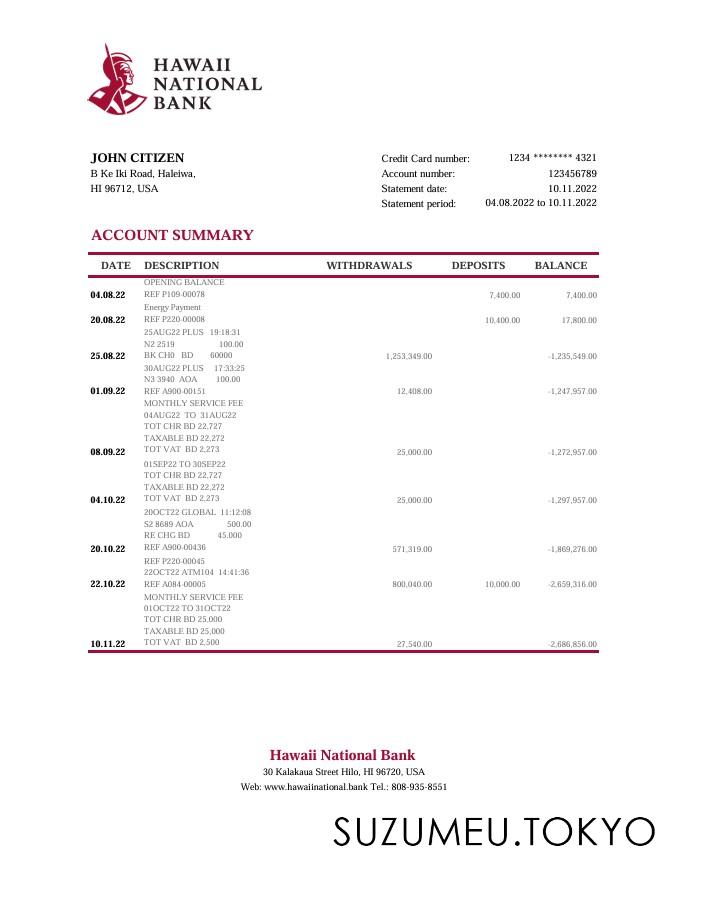 HAWAII
NATIONAL
BANK
JOHN CITIZEN
B Ke Iki Road, Haleiwa,
HI 96712, USA
Credit Card number: 1234 ******** 4321
Account number: 123456789
Statement date: 10.11.2022
Statement period: 04.08.2022 to 10.11.2022
ACCOUNT SUMMARY
DATE DESCRIPTION WITHDRAWALS DEPOSITS BALANCE
OPENING BALANCE
04.08.22 REF P109-00078 7,400.00 7,400.00
Energy Payment
20.08.22 REF P220-00008 10,400.00 17,800.00
25AUG22 PLUS 19:18:31
N2 2519 100.00
25.08.22 BK CH0 BD 60000 1,253,349.00 -1,235,549.00
30AUG22 PLUS 17:33:25
N3 3940 AOA 100.00
01.09.22 REF A900-00151 12,408.00 -1,247,957.00
MONTHLY SERVICE FEE
04AUG22 TO 31AUG22
TOT CHR BD 22,727
TAXABLE BD 22,272
08.09.22 TOT VAT BD 2,273 25,000.00 -1,272,957.00
01SEP22 TO 30SEP22
TOT CHR BD 22,727
TAXABLE BD 22,272
04.10.22 TOT VAT BD 2,273 25,000.00 -1,297,957.00
20OCT22 GLOBAL 11:12:08
S2 8689 AOA 500.00
RE CHG BD 45.000
20.10.22 REF A900-00436 571,319.00 -1,869,276.00
REF P220-00045
22OCT22 ATM104 14:41:36
22.10.22 REF A084-00005 800,040.00 10,000.00 -2,659,316.00
MONTHLY SERVICE FEE
01OCT22 TO 31OCT22
TOT CHR BD 25,000
TAXABLE BD 25,000
10.11.22 TOT VAT BD 2,500 27,540.00 -2,686,856.00
Hawaii National Bank
30 Kalakaua Street Hilo, HI 96720, USA
Web: www.hawaiinational.bank Tel.: 808-935-8551
SUZUMEU.TOKYO